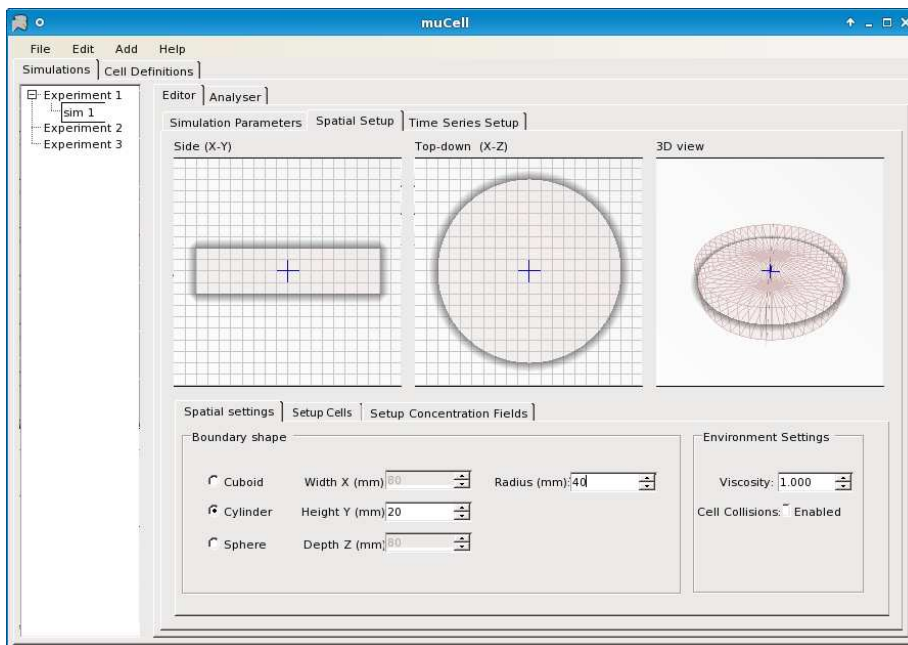 muCell
File Edit Add Help
Simulations Cell Definitions
Experiment 1
sim 1
Experiment 2
Experiment 3
Editor Analyser
Simulation Parameters Spatial Setup Time Series Setup
Side (X-Y) Top-down (X-Z) 3D view
Spatial settings Setup Cells Setup Concentration Fields
Boundary shape Environment Settings
Cuboid Width X (mm) 80 Radius (mm): 40 Viscosity: 1.000
Cylinder Height Y (mm) 20 Cell Collisions: Enabled
Sphere Depth Z (mm) 80